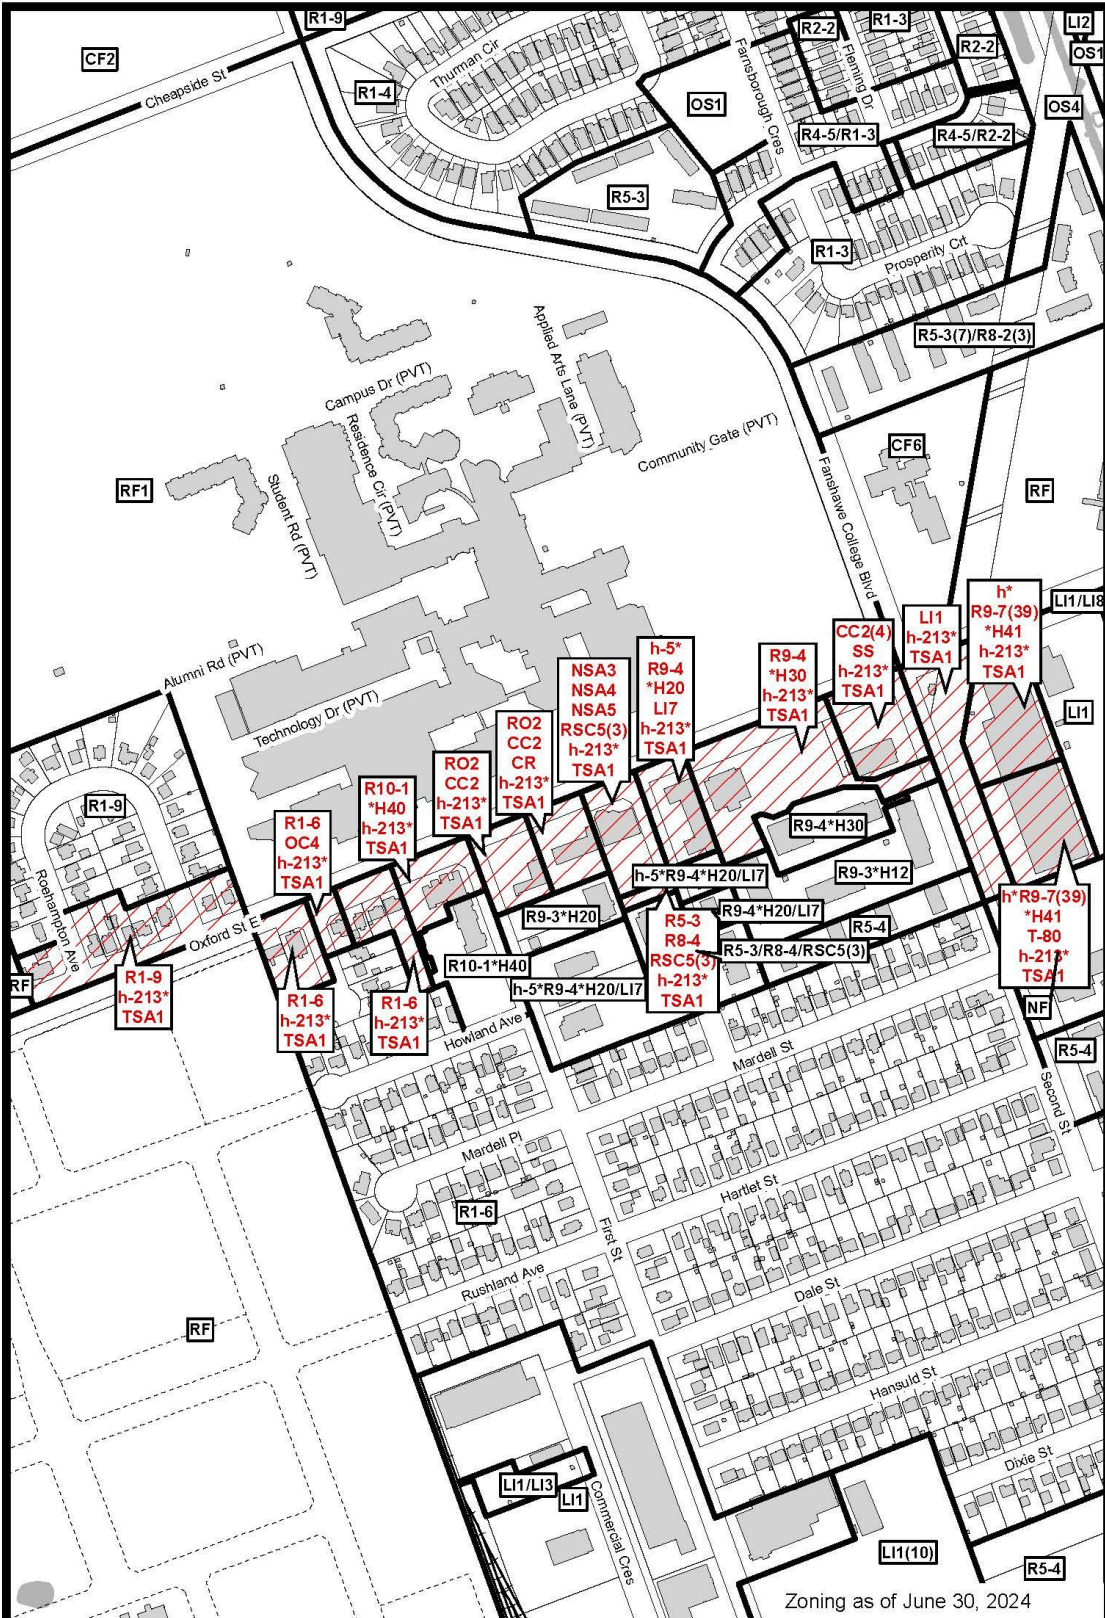 R1-9
CF2
Cheapside St
Thurman Cir
R1-4
Farnsborough Cres
R2-2
R1-3
Fleming Dr
R2-2
LI2
OS1
OS1
OS4
R4-5/R1-3
R4-5/R2-2
R5-3
R1-3
Prosperity Crt
R5-3(7)/R8-2(3)
Applied Arts Lane (PVT)
Campus Dr (PVT)
Residence Cir (PVT)
Student Rd (PVT)
Community Gate (PVT)
Fanshawe College Blvd
CF6
RF
RF1
Alumni Rd (PVT)
Technology Dr (PVT)
LI1/LI8
LI1
h*
R9-7(39)
*H41
h-213*
TSA1
LI1
h-213*
TSA1
CC2(4)
SS
h-213*
TSA1
R9-4
*H30
h-213*
TSA1
h-5*
R9-4
*H20
LI7
h-213*
TSA1
NSA3
NSA4
NSA5
RSC5(3)
h-213*
TSA1
RO2
CC2
CR
h-213*
TSA1
RO2
CC2
h-213*
TSA1
R10-1
*H40
h-213*
TSA1
R1-6
OC4
h-213*
TSA1
R1-9
Roehampton Ave
Oxford St E
RF
R1-9
h-213*
TSA1
R1-6
h-213*
TSA1
R1-6
h-213*
TSA1
R9-4*H30
R9-3*H12
h-5*R9-4*H20/LI7
R9-3*H20
R9-4*H20/LI7
R5-4
R5-3
R8-4
RSC5(3)
h-213*
TSA1
R5-3/R8-4/RSC5(3)
R10-1*H40
h-5*R9-4*H20/LI7
h*R9-7(39)
*H41
T-80
h-213*
TSA1
NF
R5-4
Howland Ave
Mardell St
Second St
Mardell Pl
Hartlet St
R1-6
First St
Rushland Ave
Dale St
RF
Hansuld St
Dixie St
LI1/LI3
LI1
Commercial Cres
LI1(10)
R5-4
Zoning as of June 30, 2024